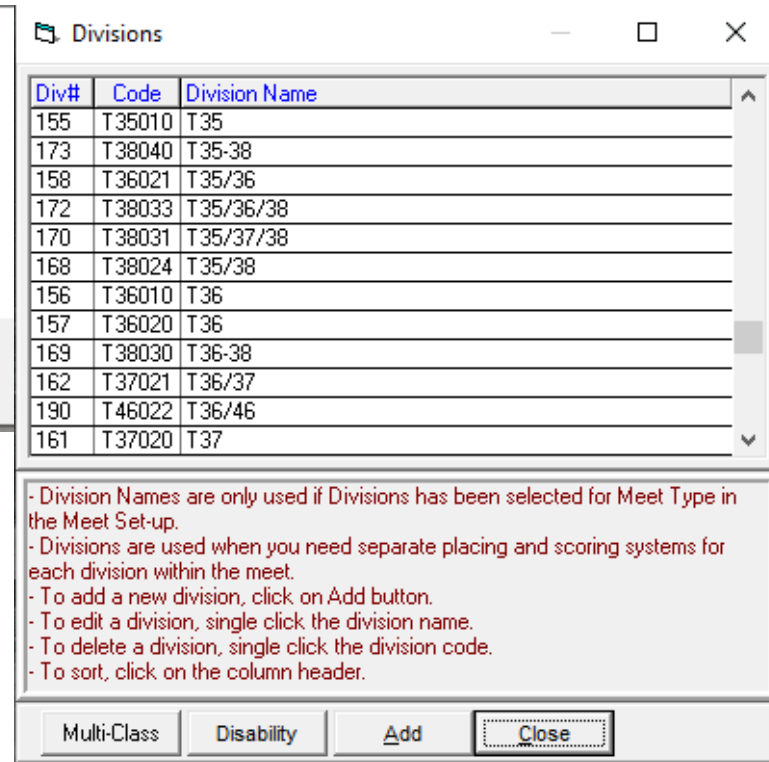 Divisions
Div# Code Division Name
155 T35010 T35
173 T38040 T35-38
158 T36021 T35/36
172 T38033 T35/36/38
170 T38031 T35/37/38
168 T38024 T35/38
156 T36010 T36
157 T36020 T36
169 T38030 T36-38
162 T37021 T36/37
190 T46022 T36/46
161 T37020 T37
- Division Names are only used if Divisions has been selected for Meet Type in
the Meet Set-up.
- Divisions are used when you need separate placing and scoring systems for
each division within the meet.
- To add a new division, click on Add button.
- To edit a division, single click the division name.
- To delete a division, single click the division code.
- To sort, click on the column header.
Multi-Class Disability Add Close